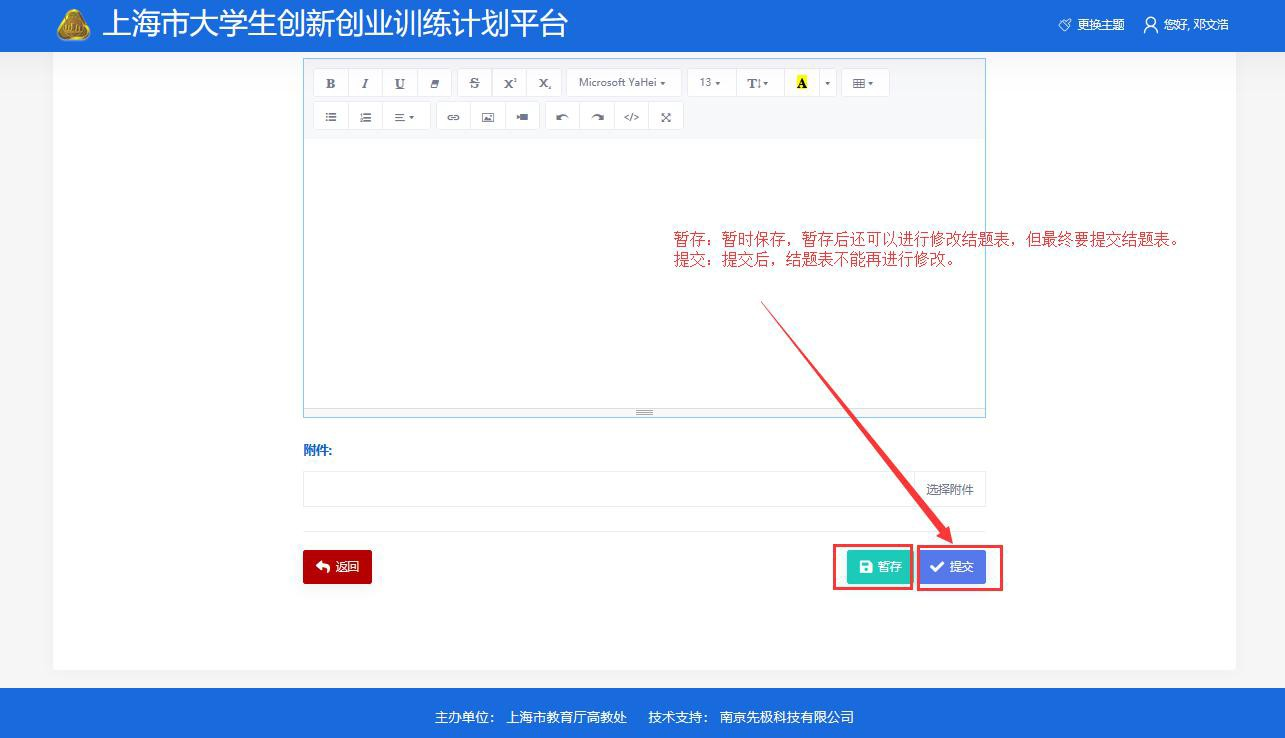 上海市大学生创新创业训练计划平台
更换主题 您好, 邓文浩
B I U S X² X₂ Microsoft YaHei 13 T A
</>
暂存：暂时保存，暂存后还可以进行修改结题表，但最终要提交结题表。
提交：提交后，结题表不能再进行修改。
附件:
选择附件
返回 暂存 提交
主办单位： 上海市教育厅高教处 技术支持： 南京先极科技有限公司